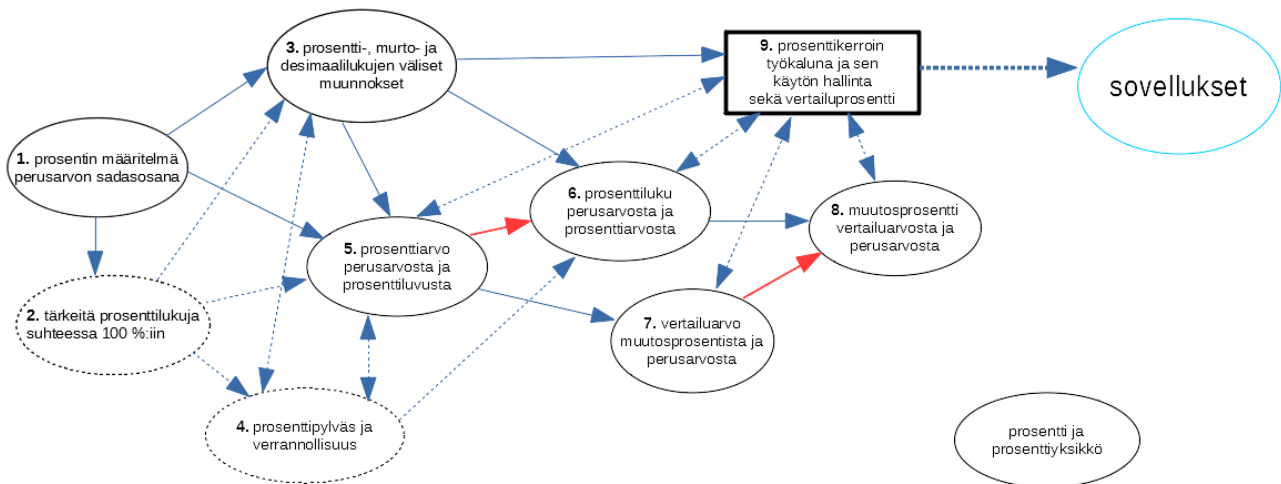 3. prosentti-, murto- ja
desimaalilukujen väliset
muunnokset
9. prosenttikerroin
työkaluna ja sen
käytön hallinta
sekä vertailuprosentti
sovellukset
1. prosentin määritelmä
perusarvon sadasosana
6. prosenttiluku
perusarvosta ja
prosenttiarvosta
8. muutosprosentti
vertailuarvosta ja
perusarvosta
5. prosenttiarvo
perusarvosta ja
prosenttiluvusta
2. tärkeitä prosenttilukuja
suhteessa 100 %:iin
7. vertailuarvo
muutosprosentista ja
perusarvosta
4. prosenttipylväs ja
verrannollisuus
prosentti ja
prosenttiyksikkö